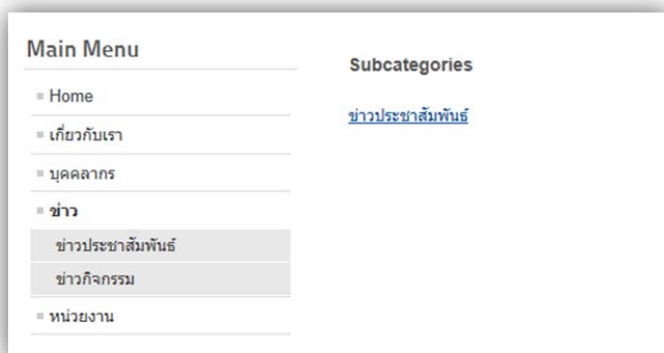 Main Menu
Home
เกี่ยวกับเรา
บุคคลากร
ข่าว
ข่าวประชาสัมพันธ์
ข่าวกิจกรรม
หน่วยงาน
Subcategories
ข่าวประชาสัมพันธ์